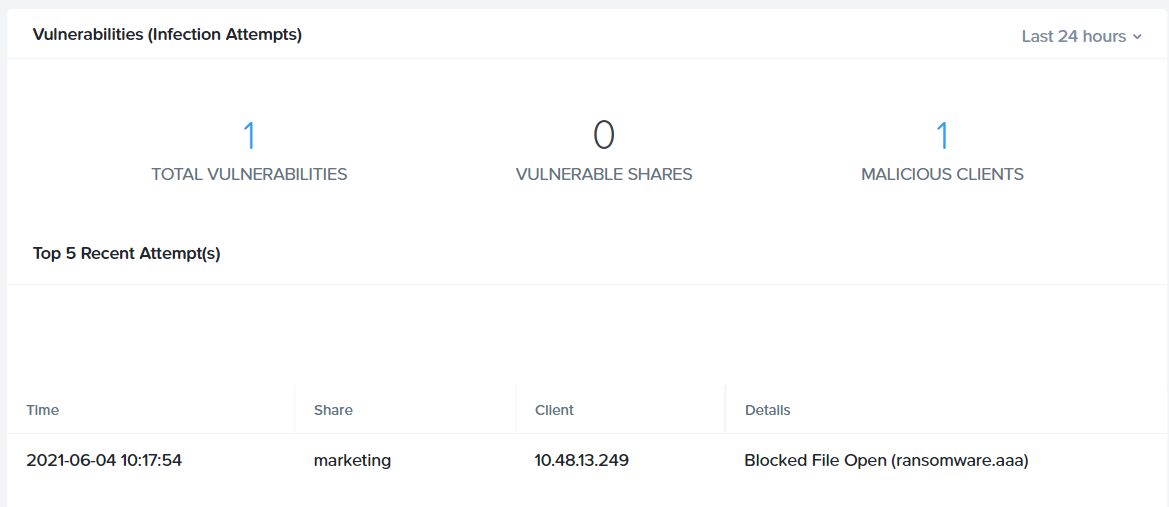 Vulnerabilities (Infection Attempts)
Last 24 hours
1 0 1
TOTAL VULNERABILITIES VULNERABLE SHARES MALICIOUS CLIENTS
Top 5 Recent Attempt(s)
Time Share Client Details
2021-06-04 10:17:54 marketing 10.48.13.249 Blocked File Open (ransomware.aaa)